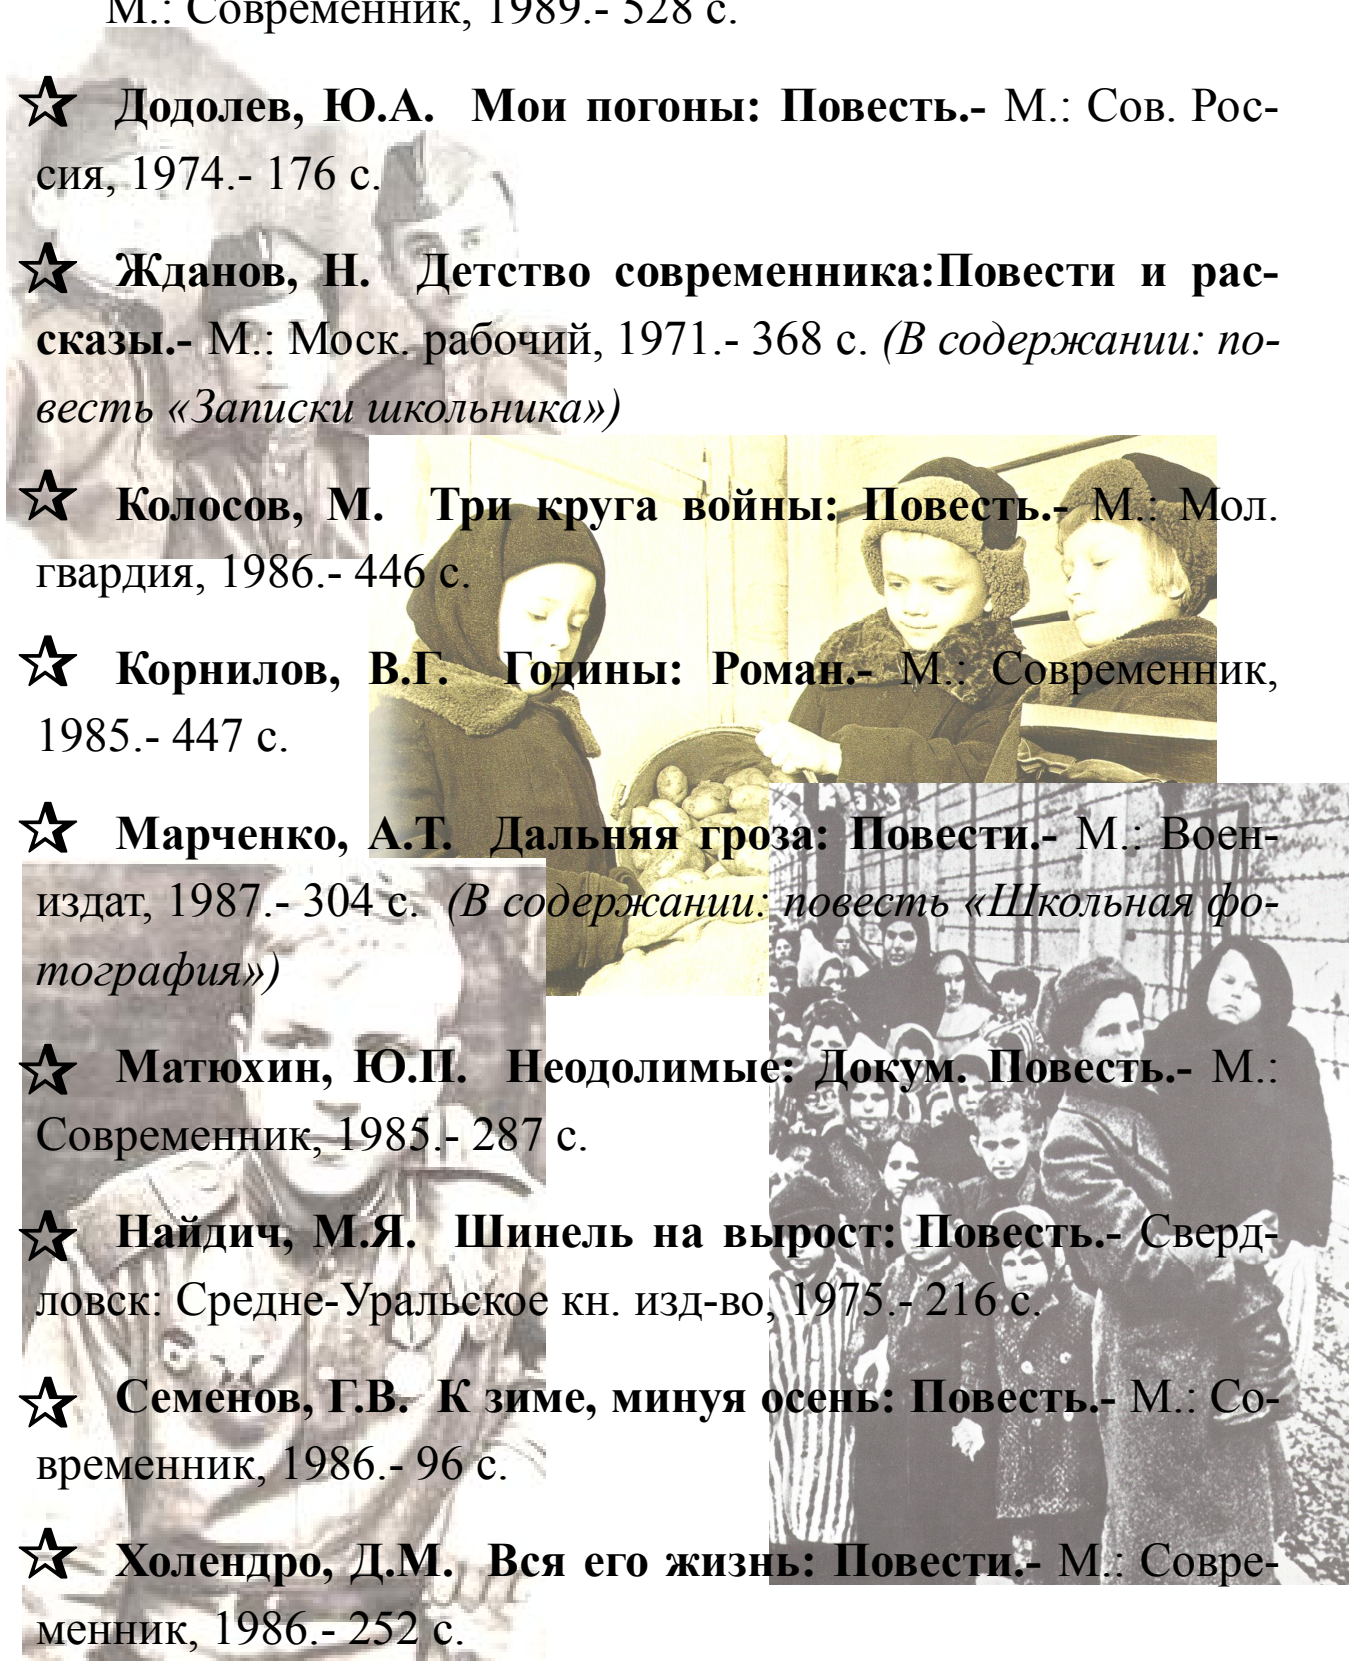 М.: Современник, 1989.- 528 с.
Додолев, Ю.А. Мои погоны: Повесть.- М.: Сов. Рос-
сия, 1974.- 176 с.
Жданов, Н. Детство современника:Повести и рас-
сказы.- М.: Моск. рабочий, 1971.- 368 с. (В содержании: по-
весть «Записки школьника»)
Колосов, М. Три круга войны: Повесть.- М.: Мол.
гвардия, 1986.- 446 с.
Корнилов, В.Г. Годины: Роман.- М.: Современник,
1985.- 447 с.
Марченко, А.Т. Дальняя гроза: Повести.- М.: Воен-
издат, 1987.- 304 с. (В содержании: повесть «Школьная фо-
тография»)
Матюхин, Ю.П. Неодолимые: Докум. Повесть.- М.:
Современник, 1985.- 287 с.
Найдич, М.Я. Шинель на вырост: Повесть.- Сверд-
ловск: Средне-Уральское кн. изд-во, 1975.- 216 с.
Семенов, Г.В. К зиме, минуя осень: Повесть.- М.: Со-
временник, 1986.- 96 с.
Холендро, Д.М. Вся его жизнь: Повести.- М.: Совре-
менник, 1986.- 252 с.